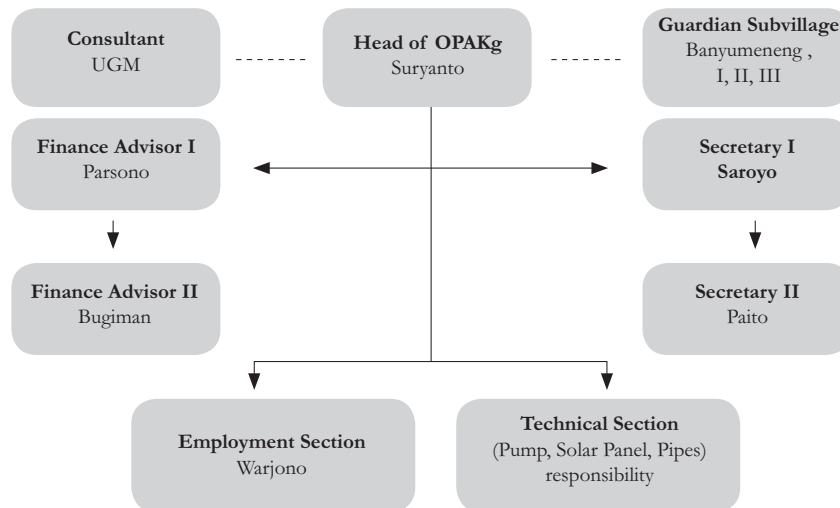 Consultant
UGM
Head of OPAKg
Suryanto
Guardian Subvillage
Banyumeneng ,
I, II, III
Finance Advisor I
Parsono
Secretary I
Saroyo
Finance Advisor II
Bugiman
Secretary II
Paito
Employment Section
Warjono
Technical Section
(Pump, Solar Panel, Pipes)
responsibility